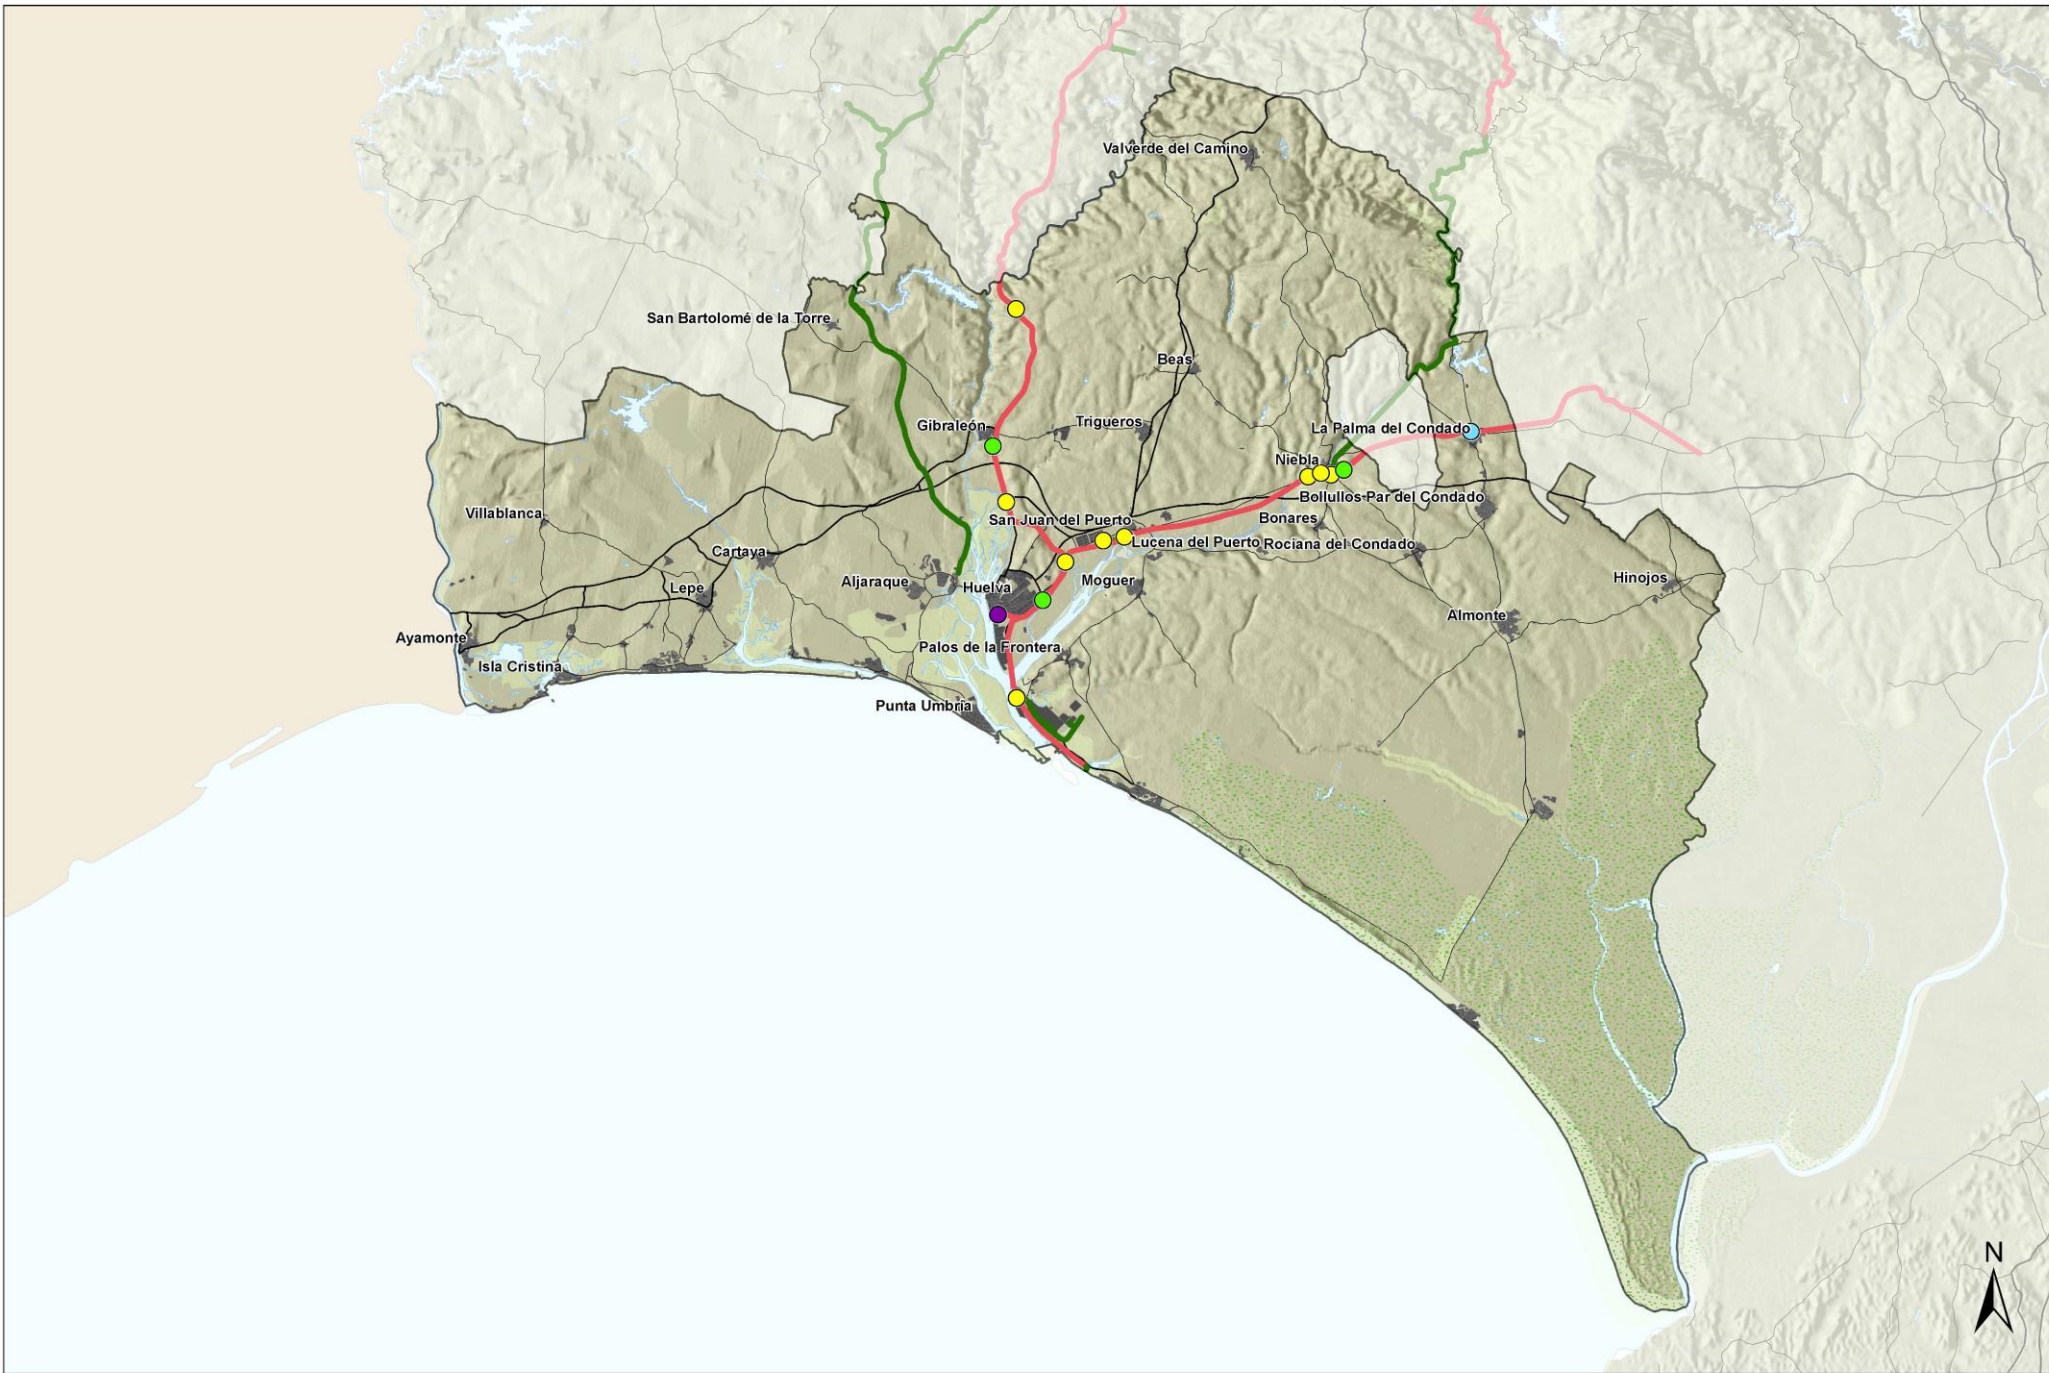 Valverde del Camino
San Bartolomé de la Torre
Beas
Gibraleón
Trigueros
La Palma del Condado
Niebla
Bollullos Par del Condado
Villablanca
San Juan del Puerto
Bonares
Cartaya
Lucena del Puerto
Rociana del Condado
Aljaraque
Huelva
Moguer
Hinojos
Lepe
Almonte
Ayamonte
Palos de la Frontera
Isla Cristina
Punta Umbría
N